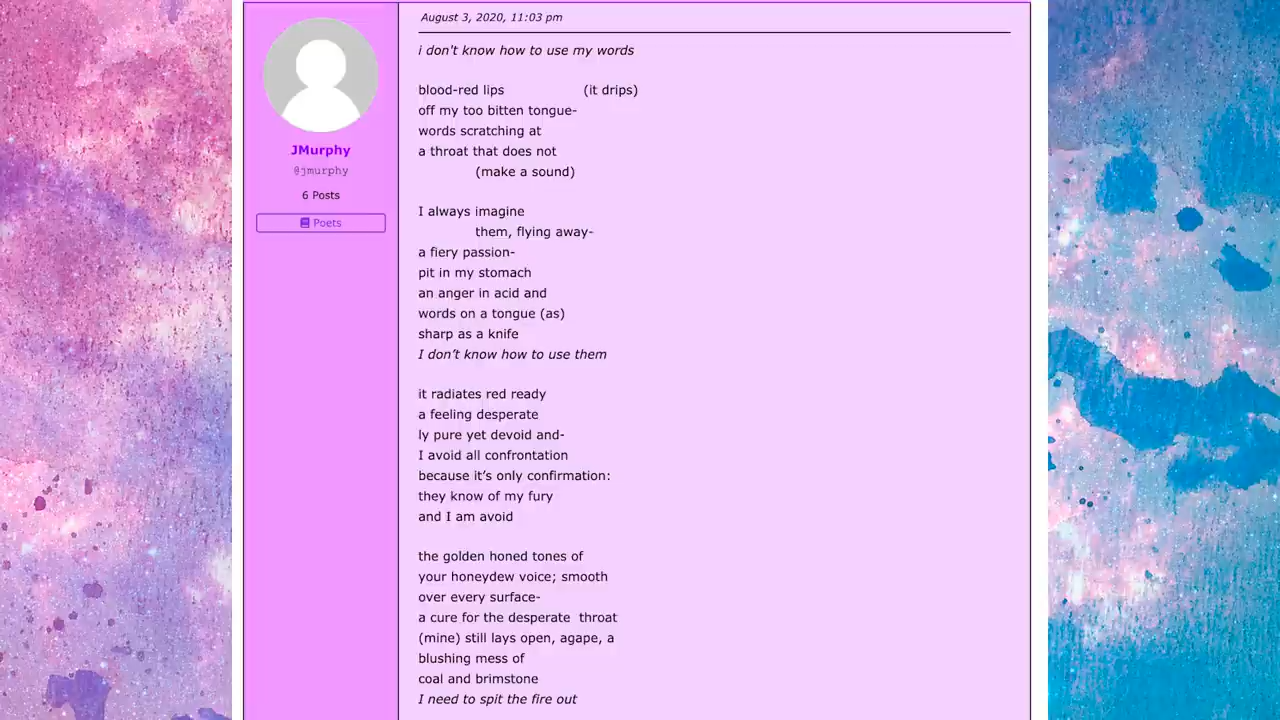 August 3, 2020, 11:03 pm
JMurphy
@jmurphy
6 Posts
Poets
i don't know how to use my words
blood-red lips (it drips)
off my too bitten tongue-
words scratching at
a throat that does not
(make a sound)
I always imagine
them, flying away-
a fiery passion-
pit in my stomach
an anger in acid and
words on a tongue (as)
sharp as a knife
I don’t know how to use them
it radiates red ready
a feeling desperate
ly pure yet devoid and-
I avoid all confrontation
because it’s only confirmation:
they know of my fury
and I am avoid
the golden honed tones of
your honeydew voice; smooth
over every surface-
a cure for the desperate  throat
(mine) still lays open, agape, a
blushing mess of
coal and brimstone
I need to spit the fire out